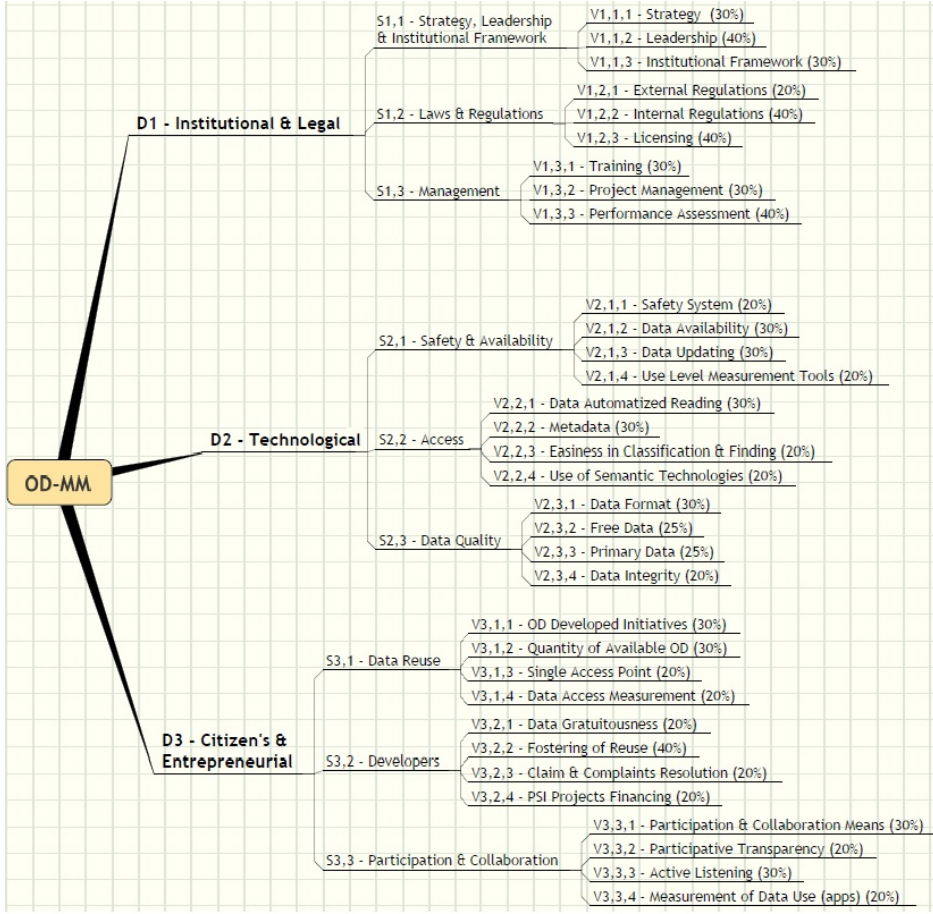 OD-MM
D1 - Institutional & Legal
S1,1 - Strategy, Leadership
& Institutional Framework
V1,1,1 - Strategy (30%)
V1,1,2 - Leadership (40%)
V1,1,3 - Institutional Framework (30%)
S1,2 - Laws & Regulations
V1,2,1 - External Regulations (20%)
V1,2,2 - Internal Regulations (40%)
V1,2,3 - Licensing (40%)
S1,3 - Management
V1,3,1 - Training (30%)
V1,3,2 - Project Management (30%)
V1,3,3 - Performance Assessment (40%)
D2 - Technological
S2,1 - Safety & Availability
V2,1,1 - Safety System (20%)
V2,1,2 - Data Availability (30%)
V2,1,3 - Data Updating (30%)
V2,1,4 - Use Level Measurement Tools (20%)
S2,2 - Access
V2,2,1 - Data Automatized Reading (30%)
V2,2,2 - Metadata (30%)
V2,2,3 - Easiness in Classification & Finding (20%)
V2,2,4 - Use of Semantic Technologies (20%)
S2,3 - Data Quality
V2,3,1 - Data Format (30%)
V2,3,2 - Free Data (25%)
V2,3,3 - Primary Data (25%)
V2,3,4 - Data Integrity (20%)
D3 - Citizen's &
Entrepreneurial
S3,1 - Data Reuse
V3,1,1 - OD Developed Initiatives (30%)
V3,1,2 - Quantity of Available OD (30%)
V3,1,3 - Single Access Point (20%)
V3,1,4 - Data Access Measurement (20%)
S3,2 - Developers
V3,2,1 - Data Gratuitousness (20%)
V3,2,2 - Fostering of Reuse (40%)
V3,2,3 - Claim & Complaints Resolution (20%)
V3,2,4 - PSI Projects Financing (20%)
S3,3 - Participation & Collaboration
V3,3,1 - Participation & Collaboration Means (30%)
V3,3,2 - Participative Transparency (20%)
V3,3,3 - Active Listening (30%)
V3,3,4 - Measurement of Data Use (apps) (20%)